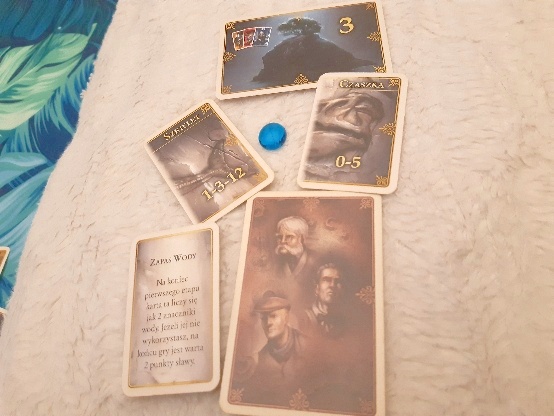 3
Czaszka
0-5
Szkielet
1-3-12
Zapas Wody
Na koniec
pierwszego etapu
karta ta liczy się
jak 2 znaczniki
wody. Jeżeli jej nie
wykorzystasz, na
końcu gry jest warta
2 punkty sławy.